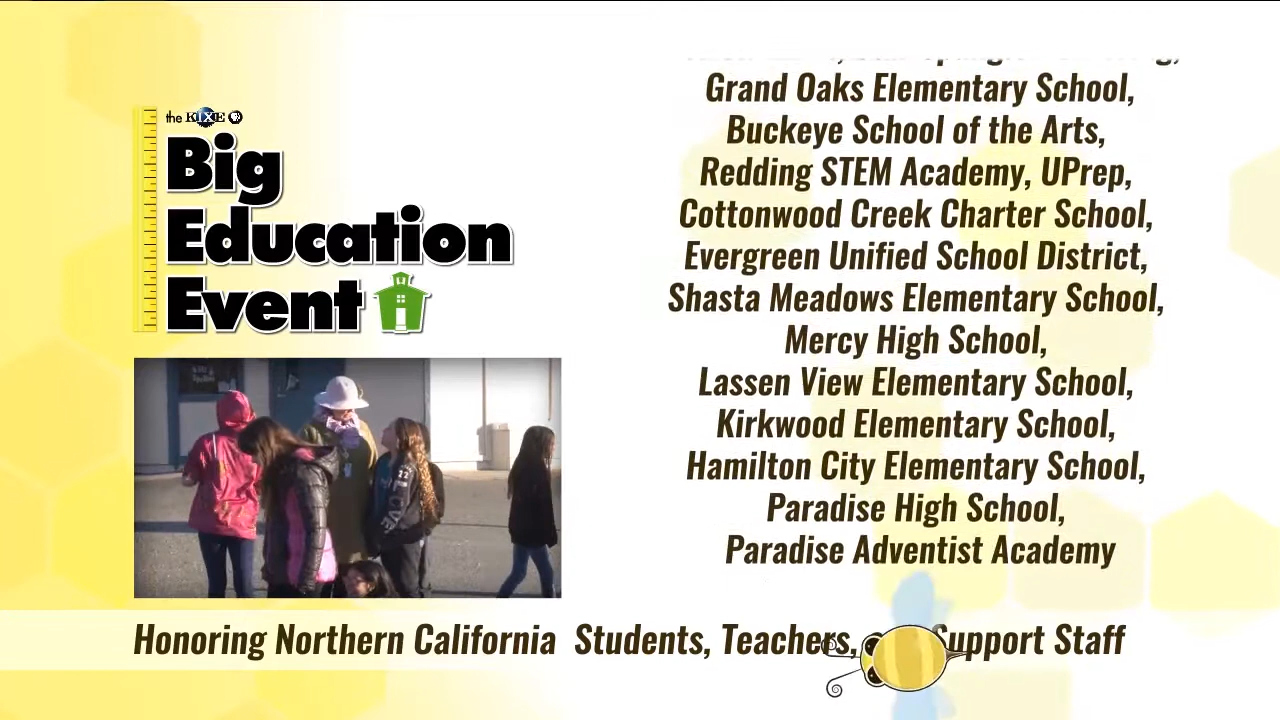 the KIXE
Big
Education
Event
Grand Oaks Elementary School,
Buckeye School of the Arts,
Redding STEM Academy, UPrep,
Cottonwood Creek Charter School,
Evergreen Unified School District,
Shasta Meadows Elementary School,
Mercy High School,
Lassen View Elementary School,
Kirkwood Elementary School,
Hamilton City Elementary School,
Paradise High School,
Paradise Adventist Academy
Honoring Northern California Students, Teachers, Support Staff